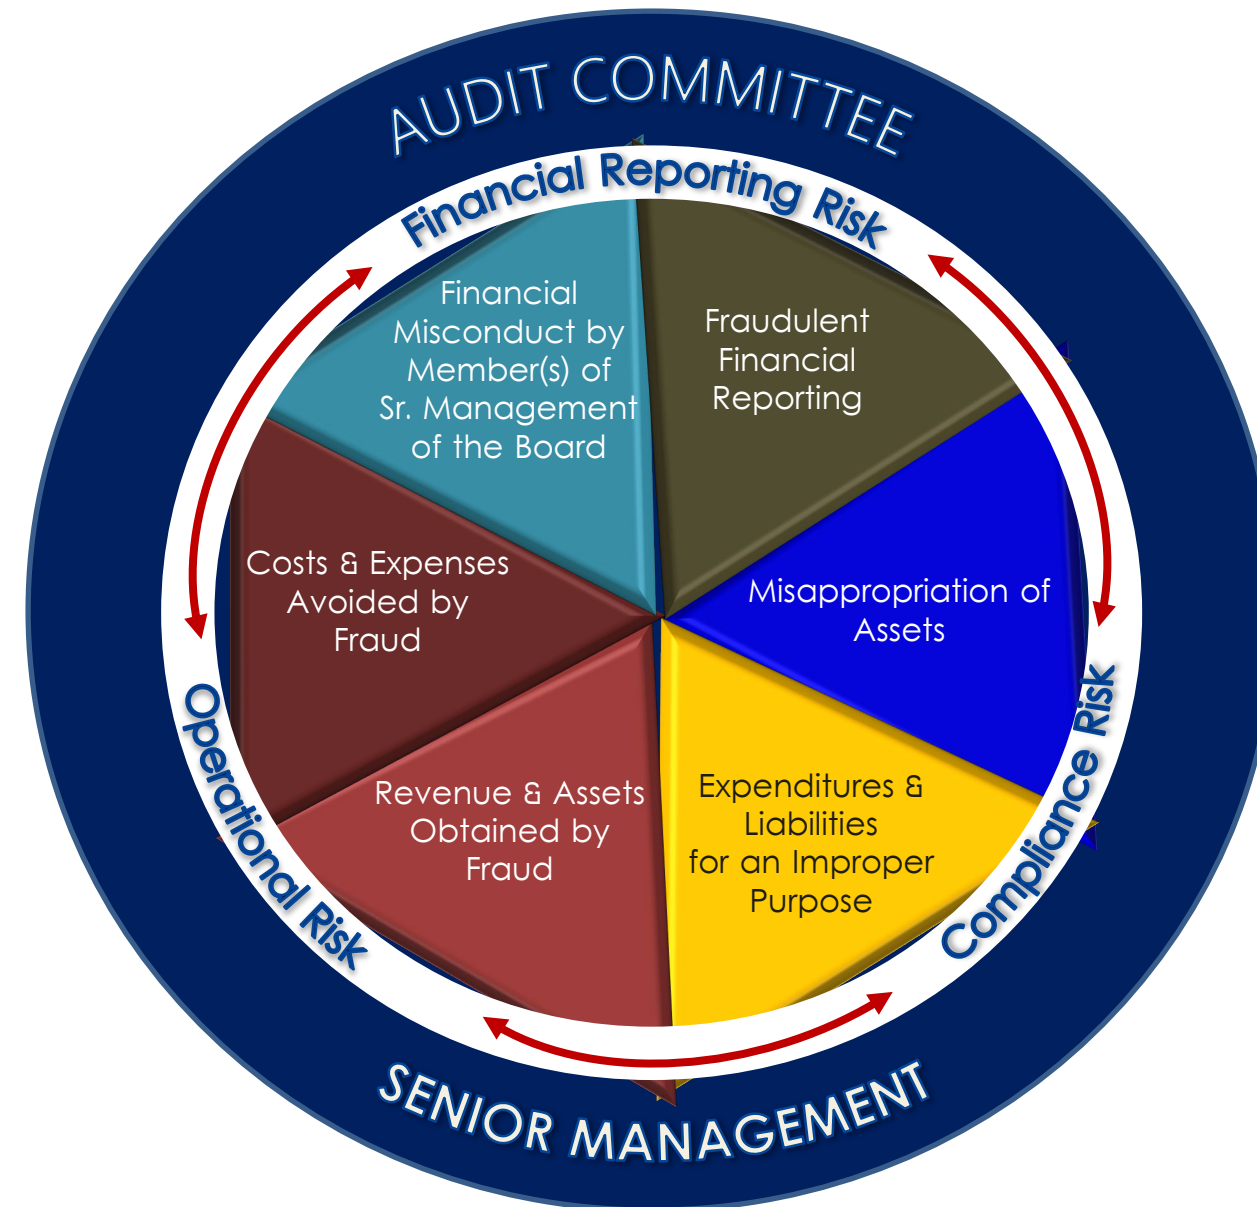 AUDIT COMMITTEE
Financial Reporting Risk
Financial
Misconduct by
Member(s) of
Sr. Management
of the Board
Fraudulent
Financial
Reporting
Costs & Expenses
Avoided by
Fraud
Misappropriation of
Assets
Revenue & Assets
Obtained by
Fraud
Expenditures &
Liabilities
for an Improper
Purpose
Operational Risk
Compliance Risk
SENIOR MANAGEMENT